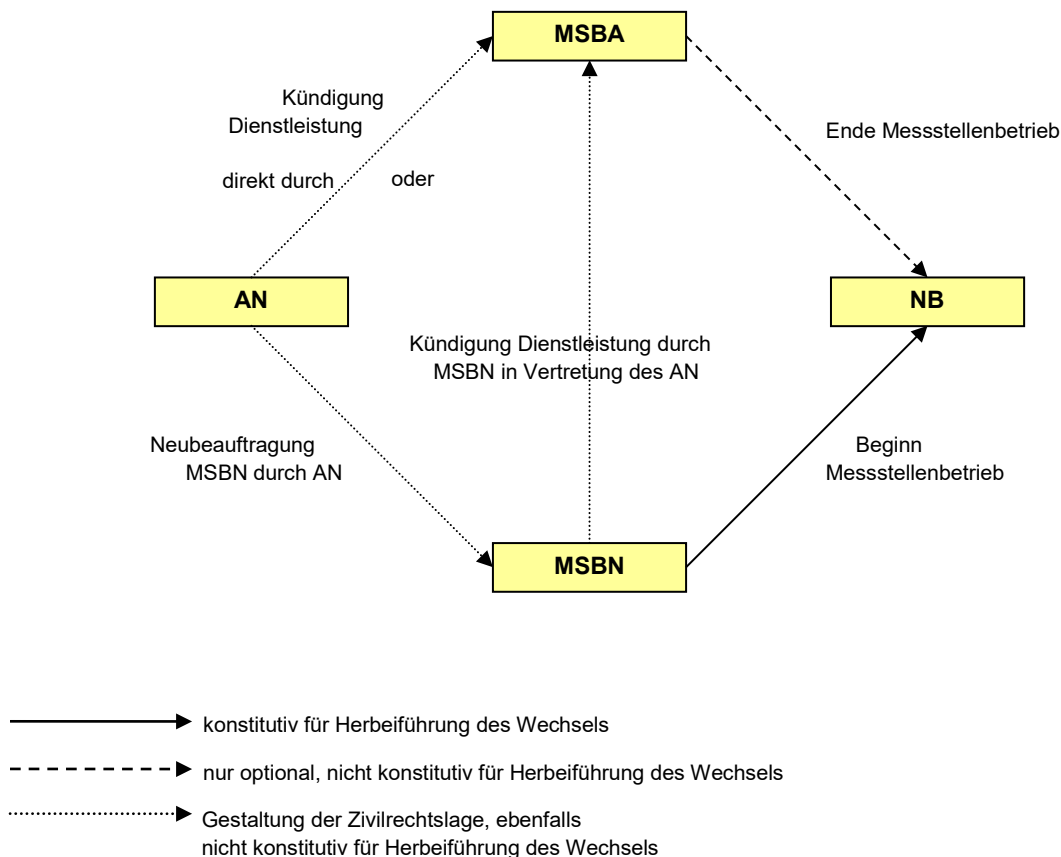 MSBA
Kündigung
Dienstleistung
Ende Messstellenbetrieb
direkt durch
oder
AN
NB
Kündigung Dienstleistung durch
MSBN in Vertretung des AN
Neubeauftragung
MSBN durch AN
Beginn
Messstellenbetrieb
MSBN
konstitutiv für Herbeiführung des Wechsels
nur optional, nicht konstitutiv für Herbeiführung des Wechsels
Gestaltung der Zivilrechtslage, ebenfalls
nicht konstitutiv für Herbeiführung des Wechsels